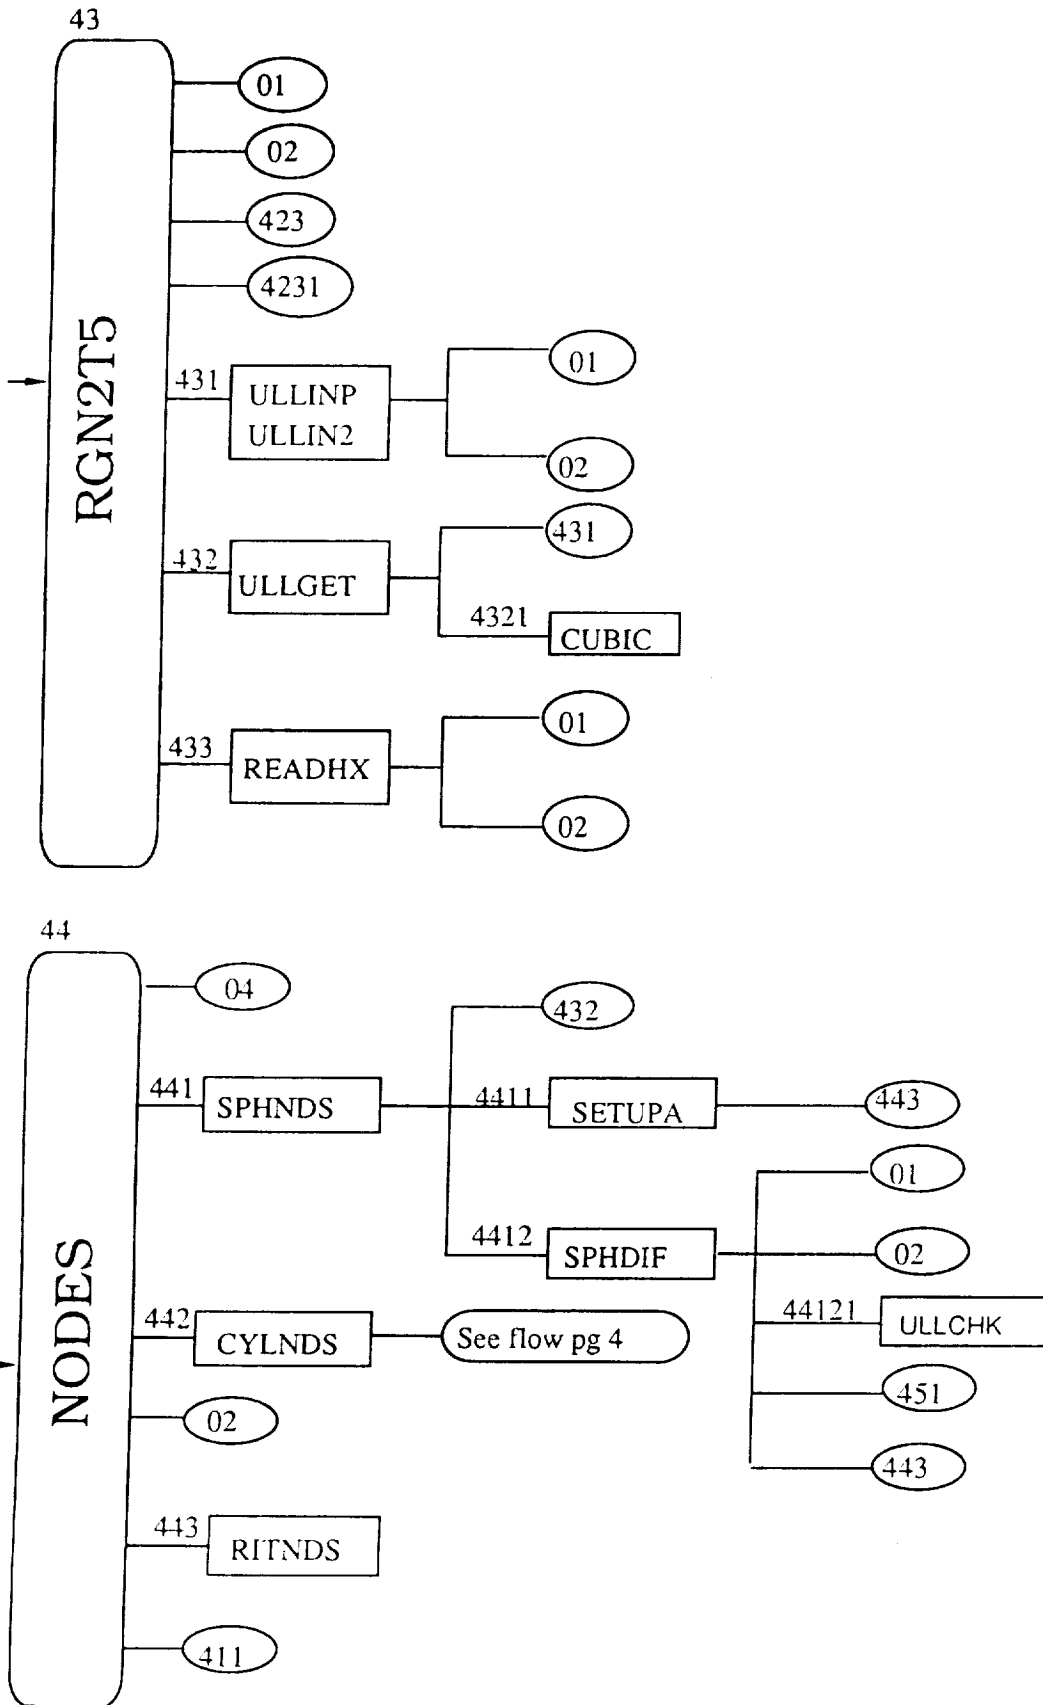 43
01
02
423
4231
RGN2T5
431
ULLINP
ULLIN2
01
02
432
ULLGET
431
4321
CUBIC
433
READHX
01
02
44
04
NODES
441
SPHNDS
432
4411
SETUPA
443
4412
SPHDIF
01
02
44121
ULLCHK
451
443
442
CYLNDS
See flow pg 4
02
443
RITNDS
411